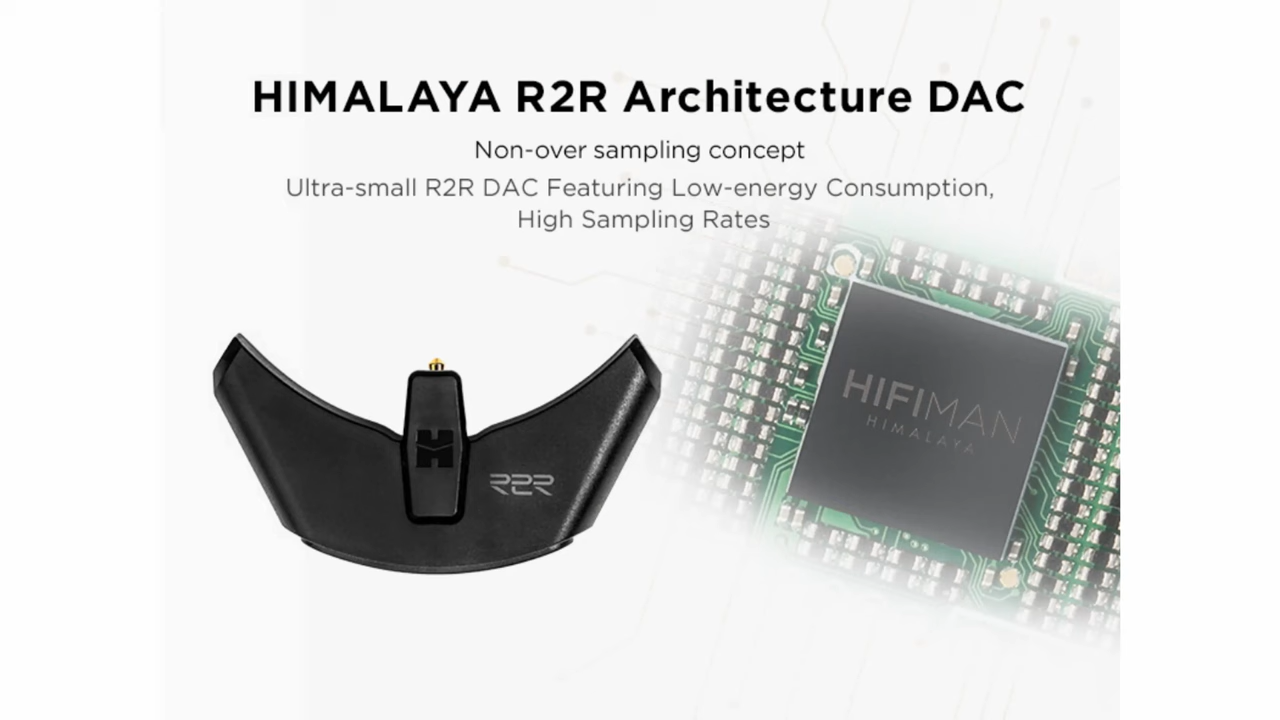 HIMALAYA R2R Architecture DAC
Non-over sampling concept
Ultra-small R2R DAC Featuring Low-energy Consumption,
High Sampling Rates
R2R
HIFIMAN
HIMALAYA